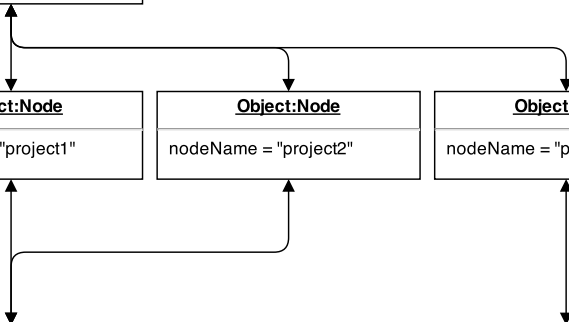 ct:Node
Object:Node
Object
"project1"
nodeName = "project2"
nodeName = "p